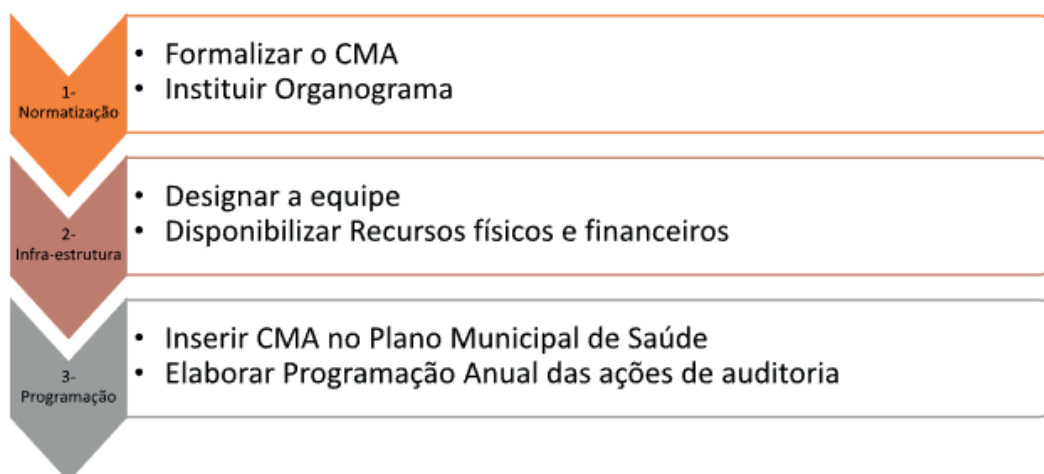 1-
Normatização
• Formalizar o CMA
• Instituir Organograma
2-
Infra-estrutura
• Designar a equipe
• Disponibilizar Recursos físicos e financeiros
3-
Programação
• Inserir CMA no Plano Municipal de Saúde
• Elaborar Programação Anual das ações de auditoria